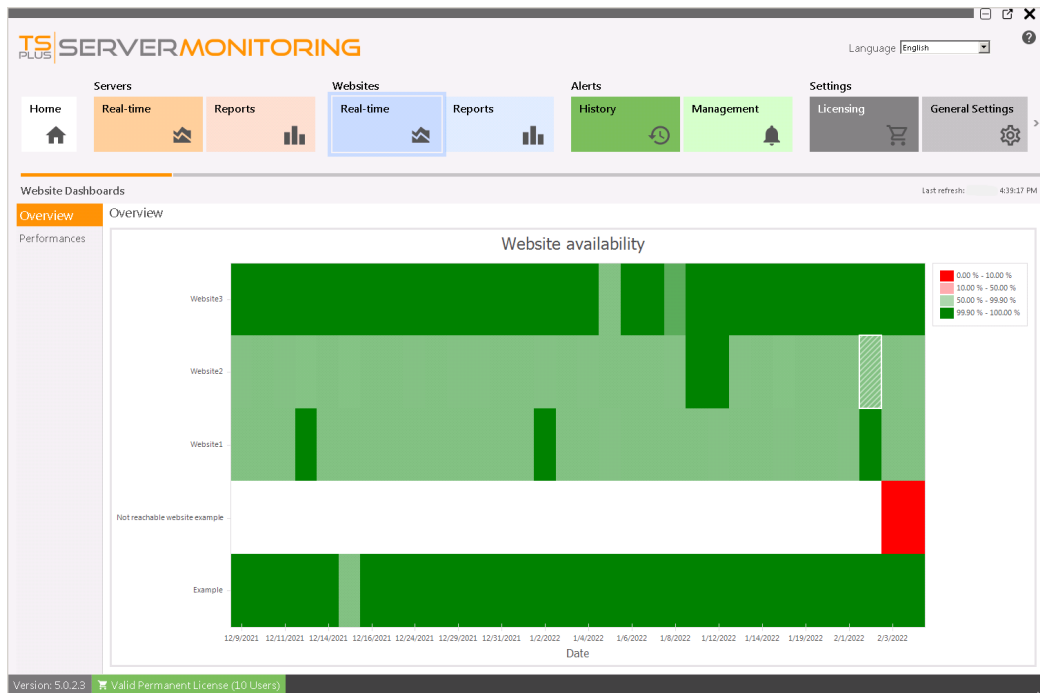 TS PLUS SERVERMONITORING
Language English
Servers Websites Alerts Settings
Home Real-time Reports Real-time Reports History Management Licensing General Settings
Website Dashboards Last refresh: 4:39:17 PM
Overview Overview
Performances
Website availability
0.00 % - 10.00 %
10.00 % - 50.00 %
50.00 % - 99.90 %
99.90 % - 100.00 %
Website3
Website2
Website1
Not reachable website example
Example
12/9/2021 12/11/2021 12/14/2021 12/16/2021 12/24/2021 12/29/2021 12/31/2021 1/2/2022 1/4/2022 1/6/2022 1/8/2022 1/12/2022 1/14/2022 1/19/2022 2/1/2022 2/3/2022
Date
Version: 5.0.2.3 Valid Permanent License (10 Users)